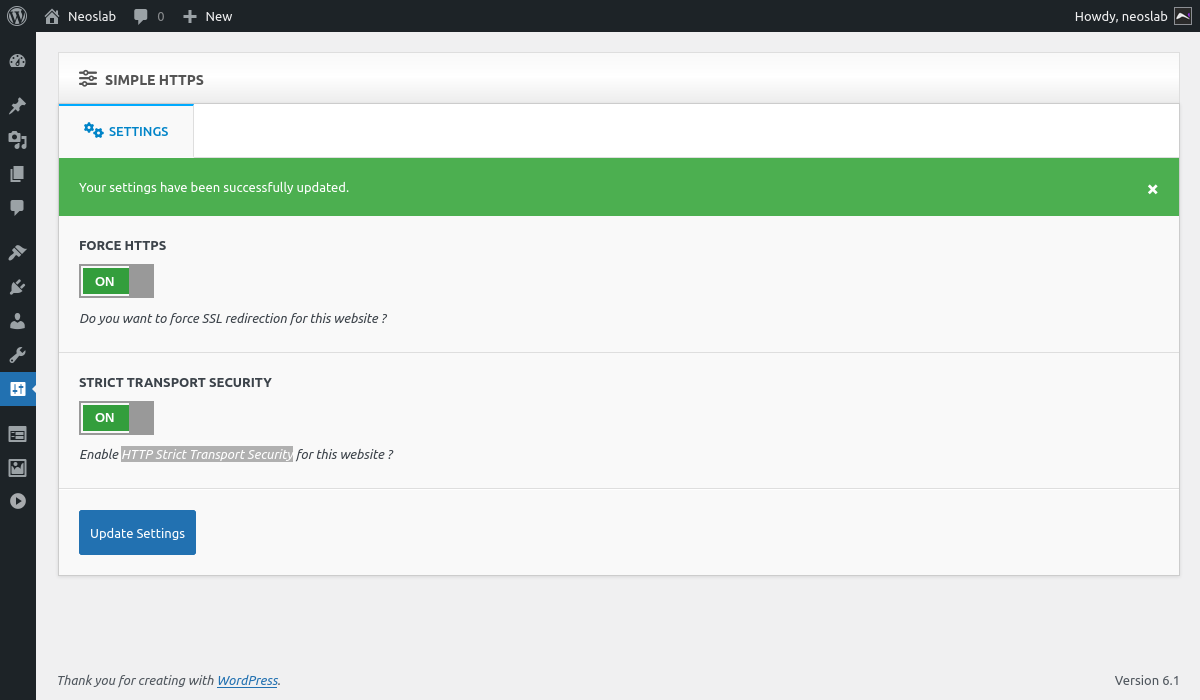 Neoslab 0 New Howdy, neoslab
SIMPLE HTTPS
SETTINGS
Your settings have been successfully updated.
FORCE HTTPS
ON
Do you want to force SSL redirection for this website ?
STRICT TRANSPORT SECURITY
ON
Enable HTTP Strict Transport Security for this website ?
Update Settings
Thank you for creating with WordPress. Version 6.1